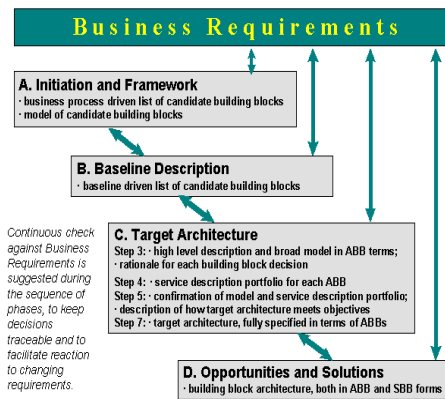 Business Requirements
A. Initiation and Framework
· business process driven list of candidate building blocks
· model of candidate building blocks
B. Baseline Description
· baseline driven list of candidate building blocks
C. Target Architecture
Step 3: · high level description and broad model in ABB terms;
· rationale for each building block decision
Step 4: · service description portfolio for each ABB
Step 5: · confirmation of model and service description portfolio;
· description of how target architecture meets objectives
Step 7: · target architecture, fully specified in terms of ABBs
D. Opportunities and Solutions
· building block architecture, both in ABB and SBB forms
Continuous check
against Business
Requirements is
suggested during
the sequence of
phases, to keep
decisions
traceable and to
facilitate reaction
to changing
requirements.